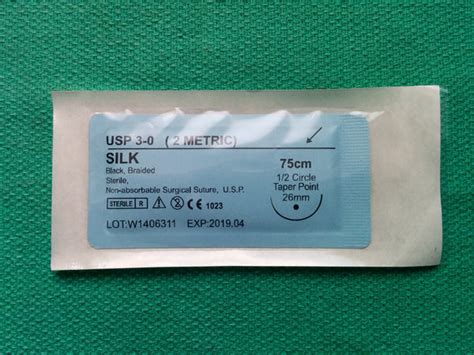 USP 3-0 ( 2 METRIC)
SILK
Black, Braided
Sterile,
Non-absorbable Surgical Suture, U.S.P.
STERILE R 2 CE 1023
LOT:W1406311 EXP:2019.04
75cm
1/2 Circle
Taper Point
26mm